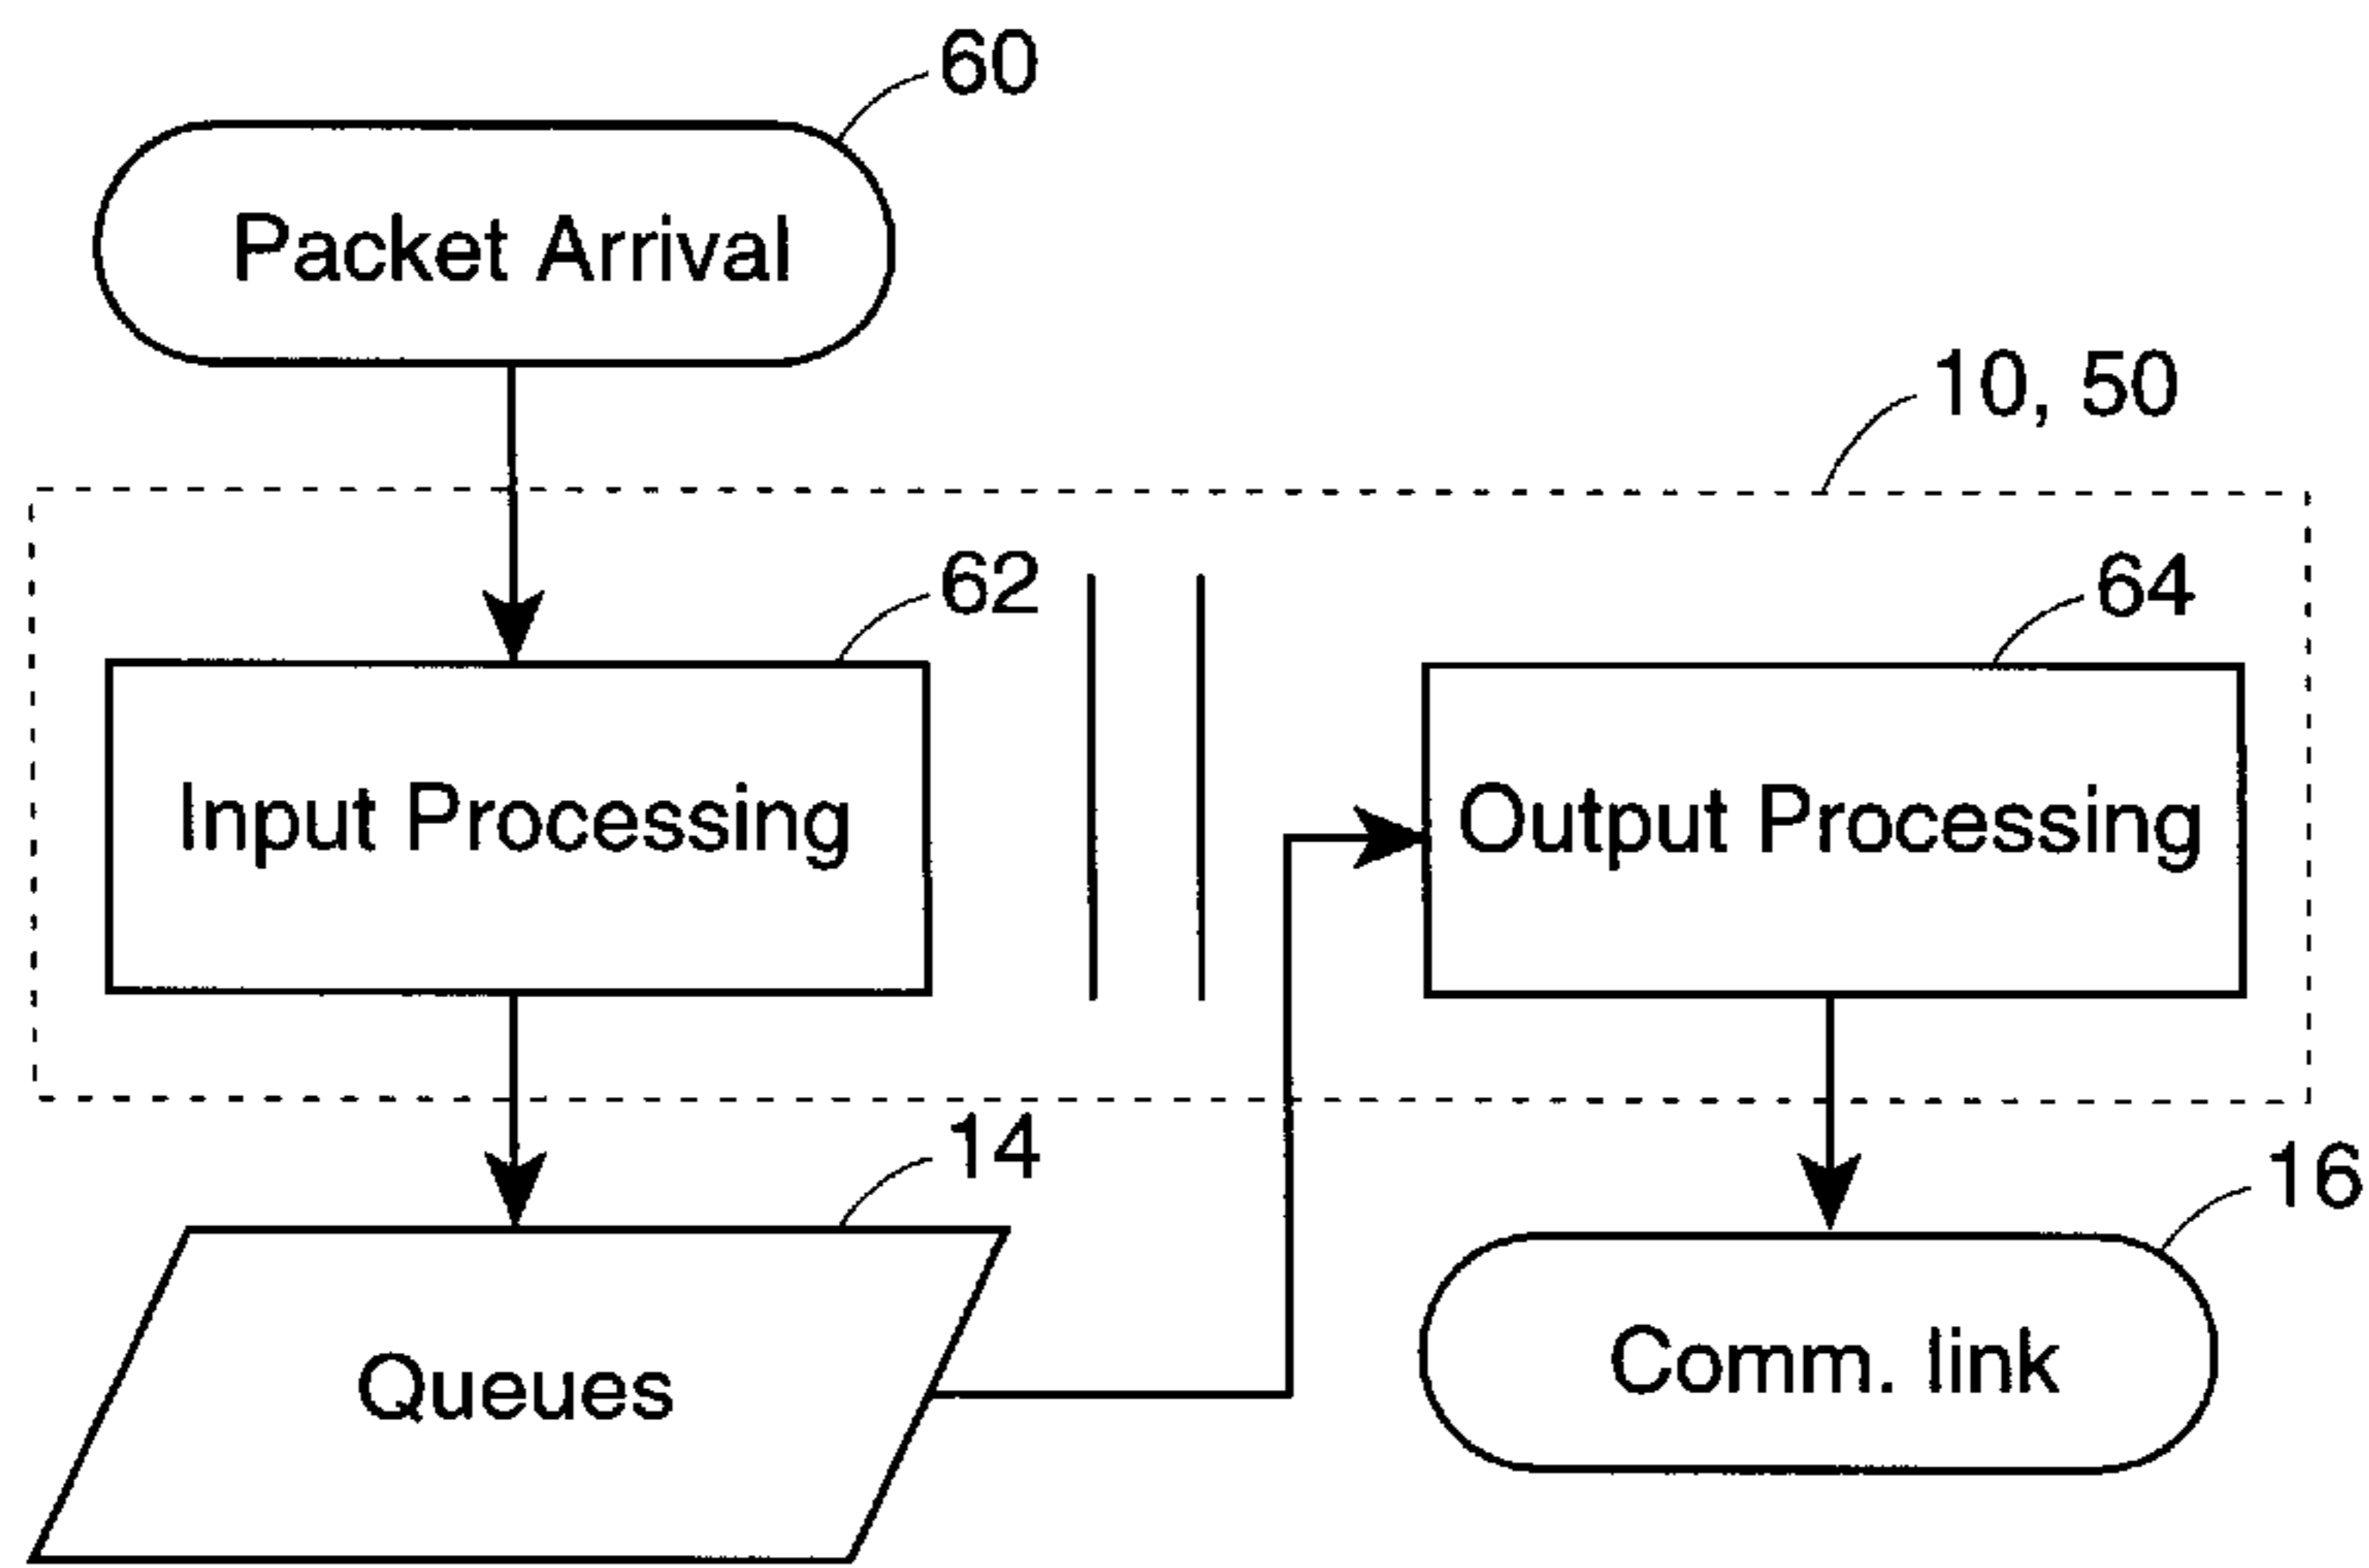 60
Packet Arrival
10, 50
62
64
Input Processing
Output Processing
14
16
Queues
Comm. link